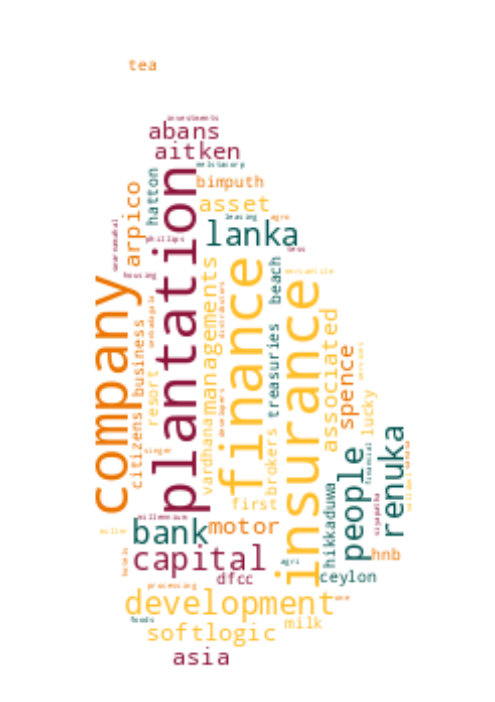 tea
investments
abans
aitken
hatton
bimputh
arpico
asset
leasing
agro
lanka
phillips
housing
plantation
company
finance
insurance
managements
distributors
beach
mercantile
business
citizens
resort
vardhana
developers
treasuries
associated
spence
lucky
brokers
singer
first
people
financial
renuka
hikkaduwa
millennium
bank
motor
capital
hnb
agri
dfcc
ceylon
processing
development
foods
milk
softlogic
asia